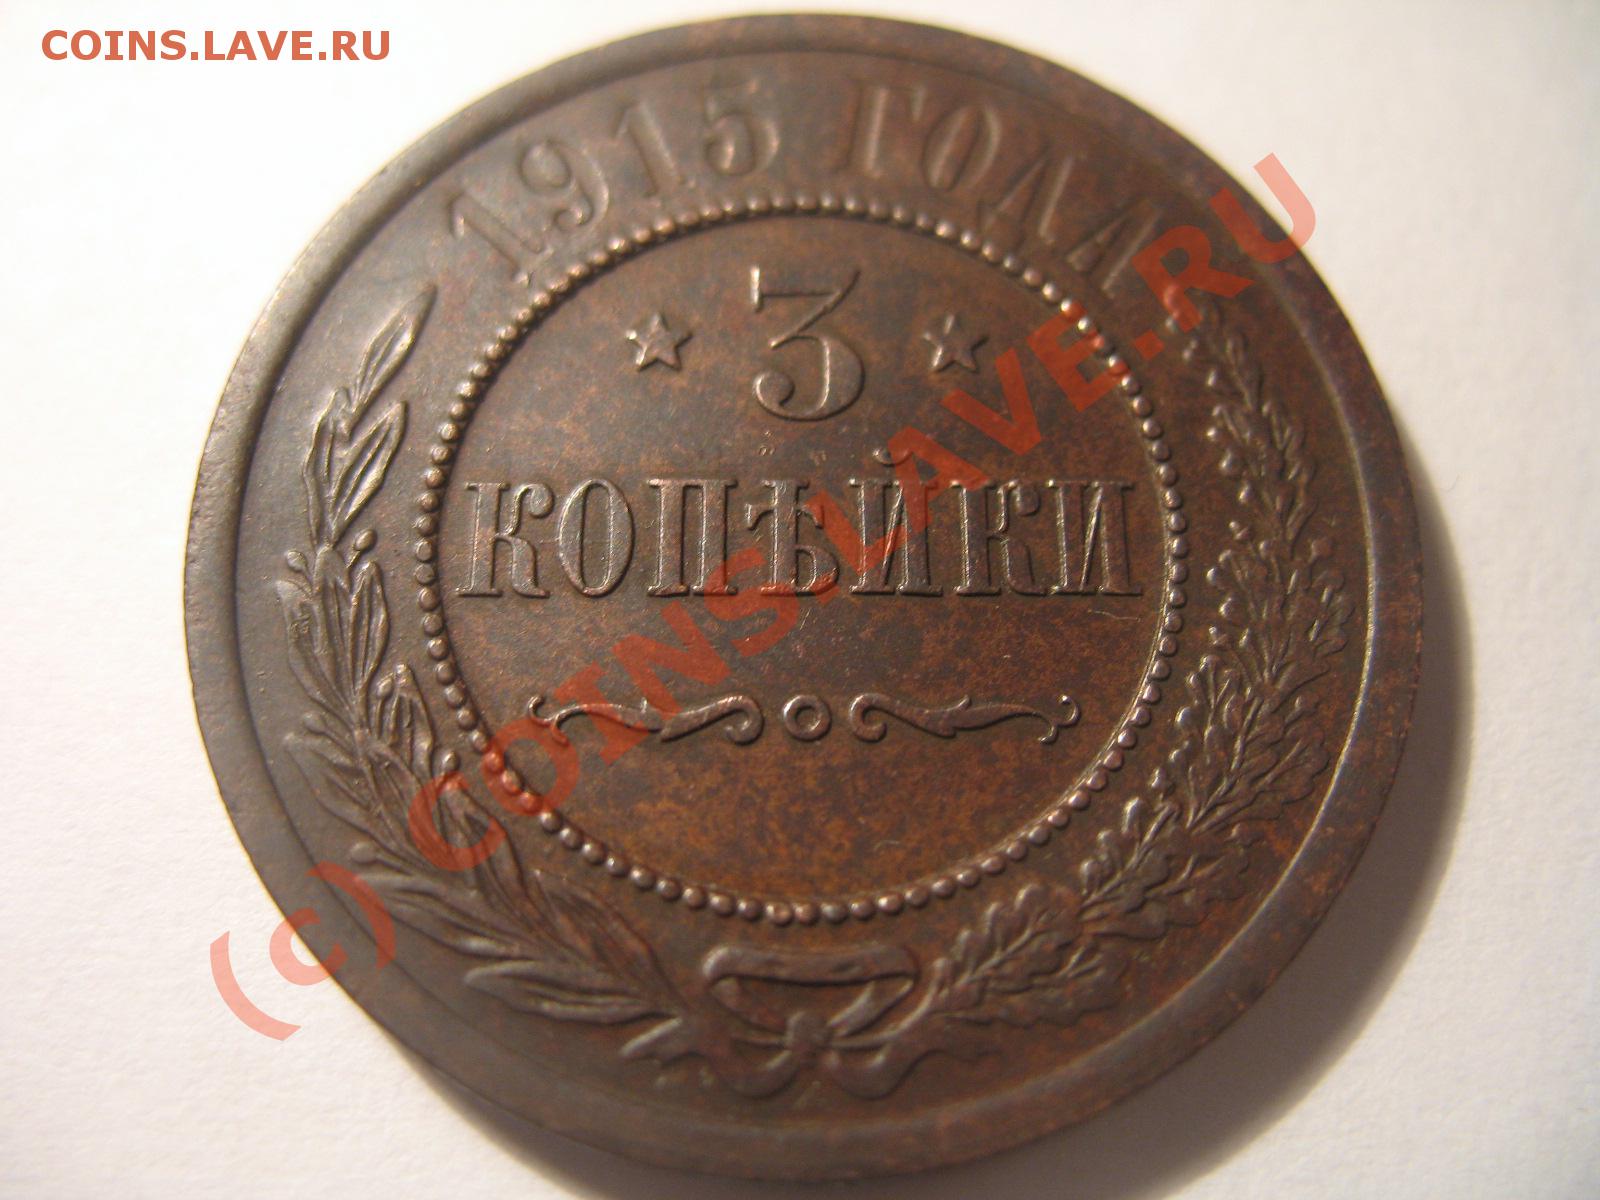 COINS.LAVE.RU
1915 ГОДА
3
КОПѢЙКИ
(c) COINS.LAVE.RU